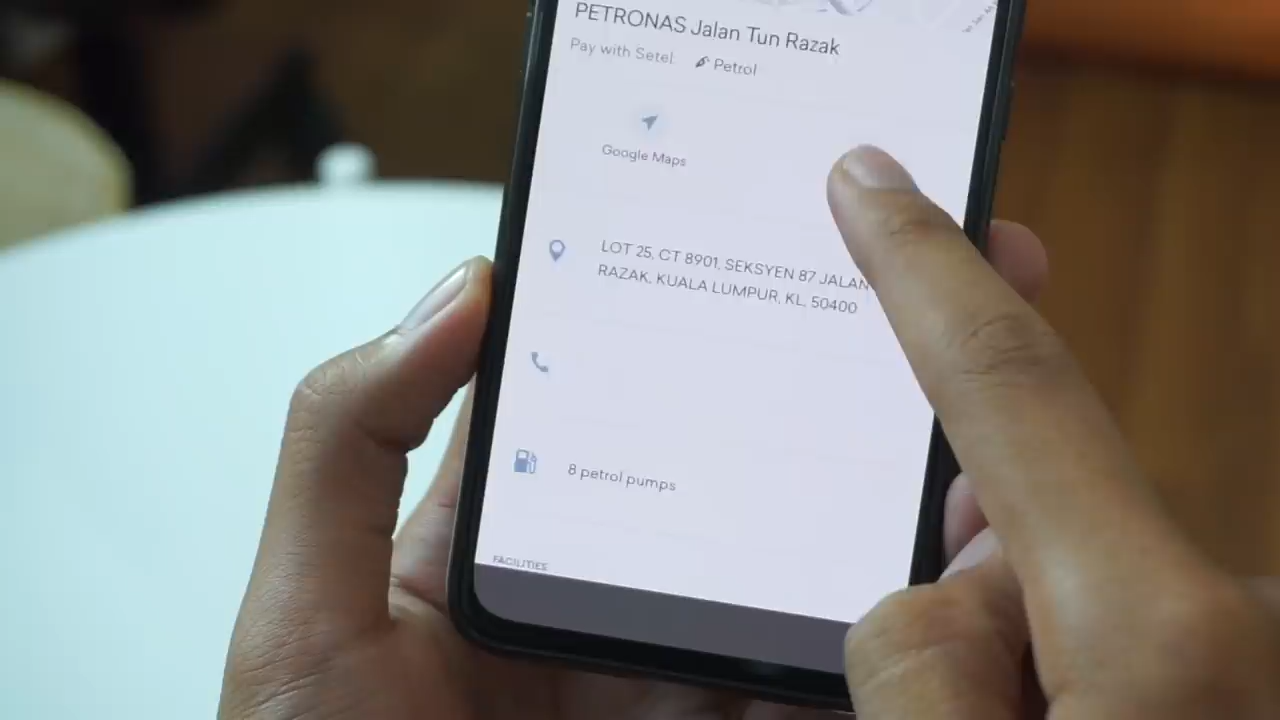 PETRONAS Jalan Tun Razak
Pay with Setel Petrol
Google Maps
LOT 25, CT 8901, SEKSYEN 87 JALAN
RAZAK, KUALA LUMPUR, KL, 50400
8 petrol pumps
FACILITIES